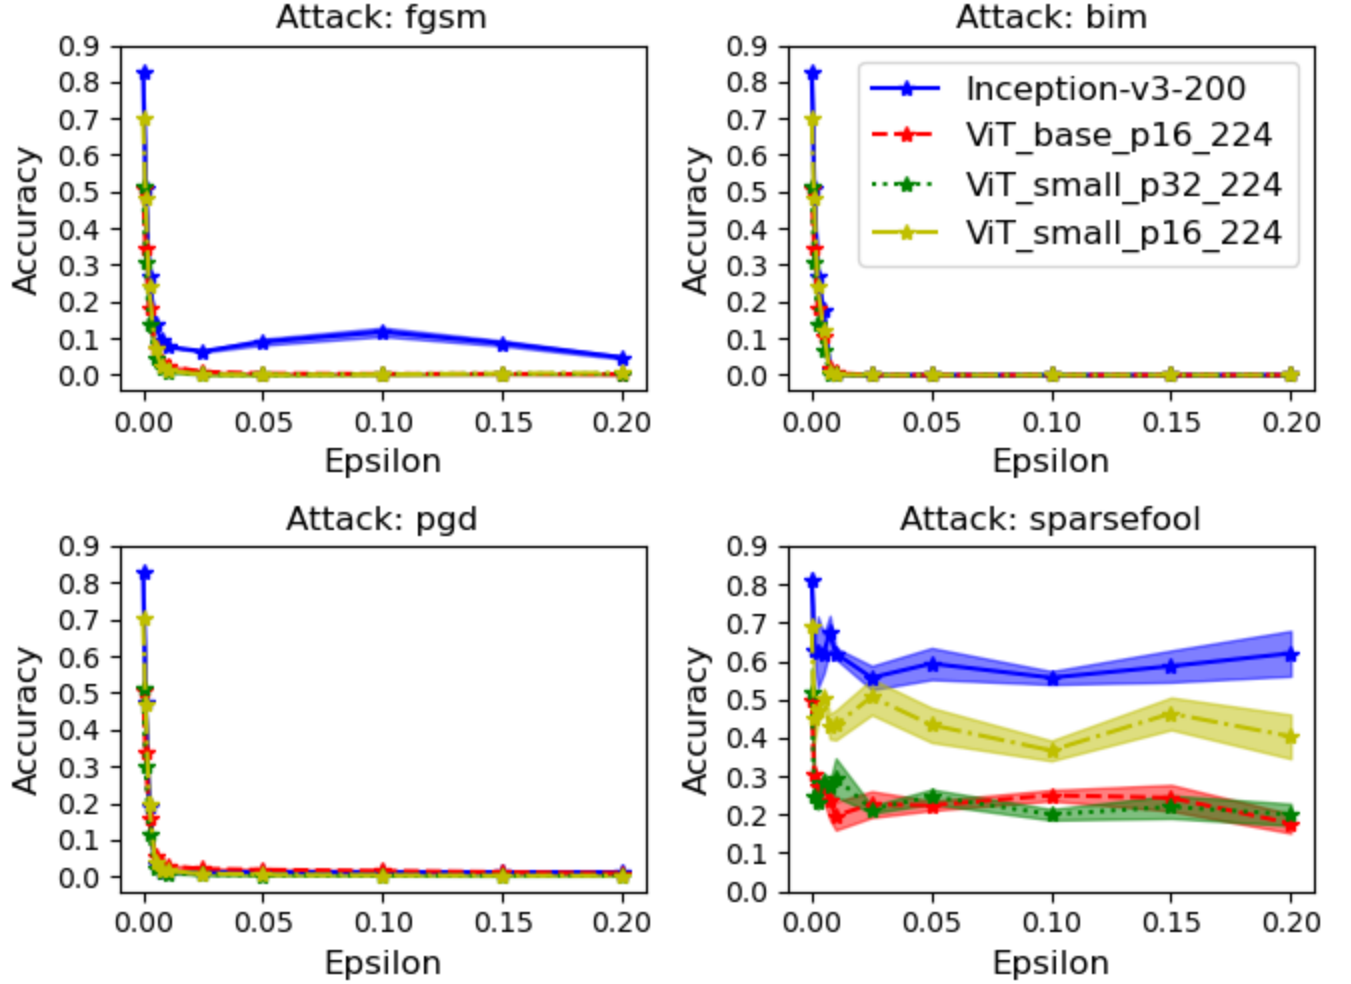 Attack: fgsm
Accuracy
0.9
0.8
0.7
0.6
0.5
0.4
0.3
0.2
0.1
0.0
0.00 0.05 0.10 0.15 0.20
Epsilon
Attack: bim
Accuracy
0.9
0.8
0.7
0.6
0.5
0.4
0.3
0.2
0.1
0.0
Inception-v3-200
ViT_base_p16_224
ViT_small_p32_224
ViT_small_p16_224
0.00 0.05 0.10 0.15 0.20
Epsilon
Attack: pgd
Accuracy
0.9
0.8
0.7
0.6
0.5
0.4
0.3
0.2
0.1
0.0
0.00 0.05 0.10 0.15 0.20
Epsilon
Attack: sparsefool
Accuracy
0.9
0.8
0.7
0.6
0.5
0.4
0.3
0.2
0.1
0.0
0.00 0.05 0.10 0.15 0.20
Epsilon